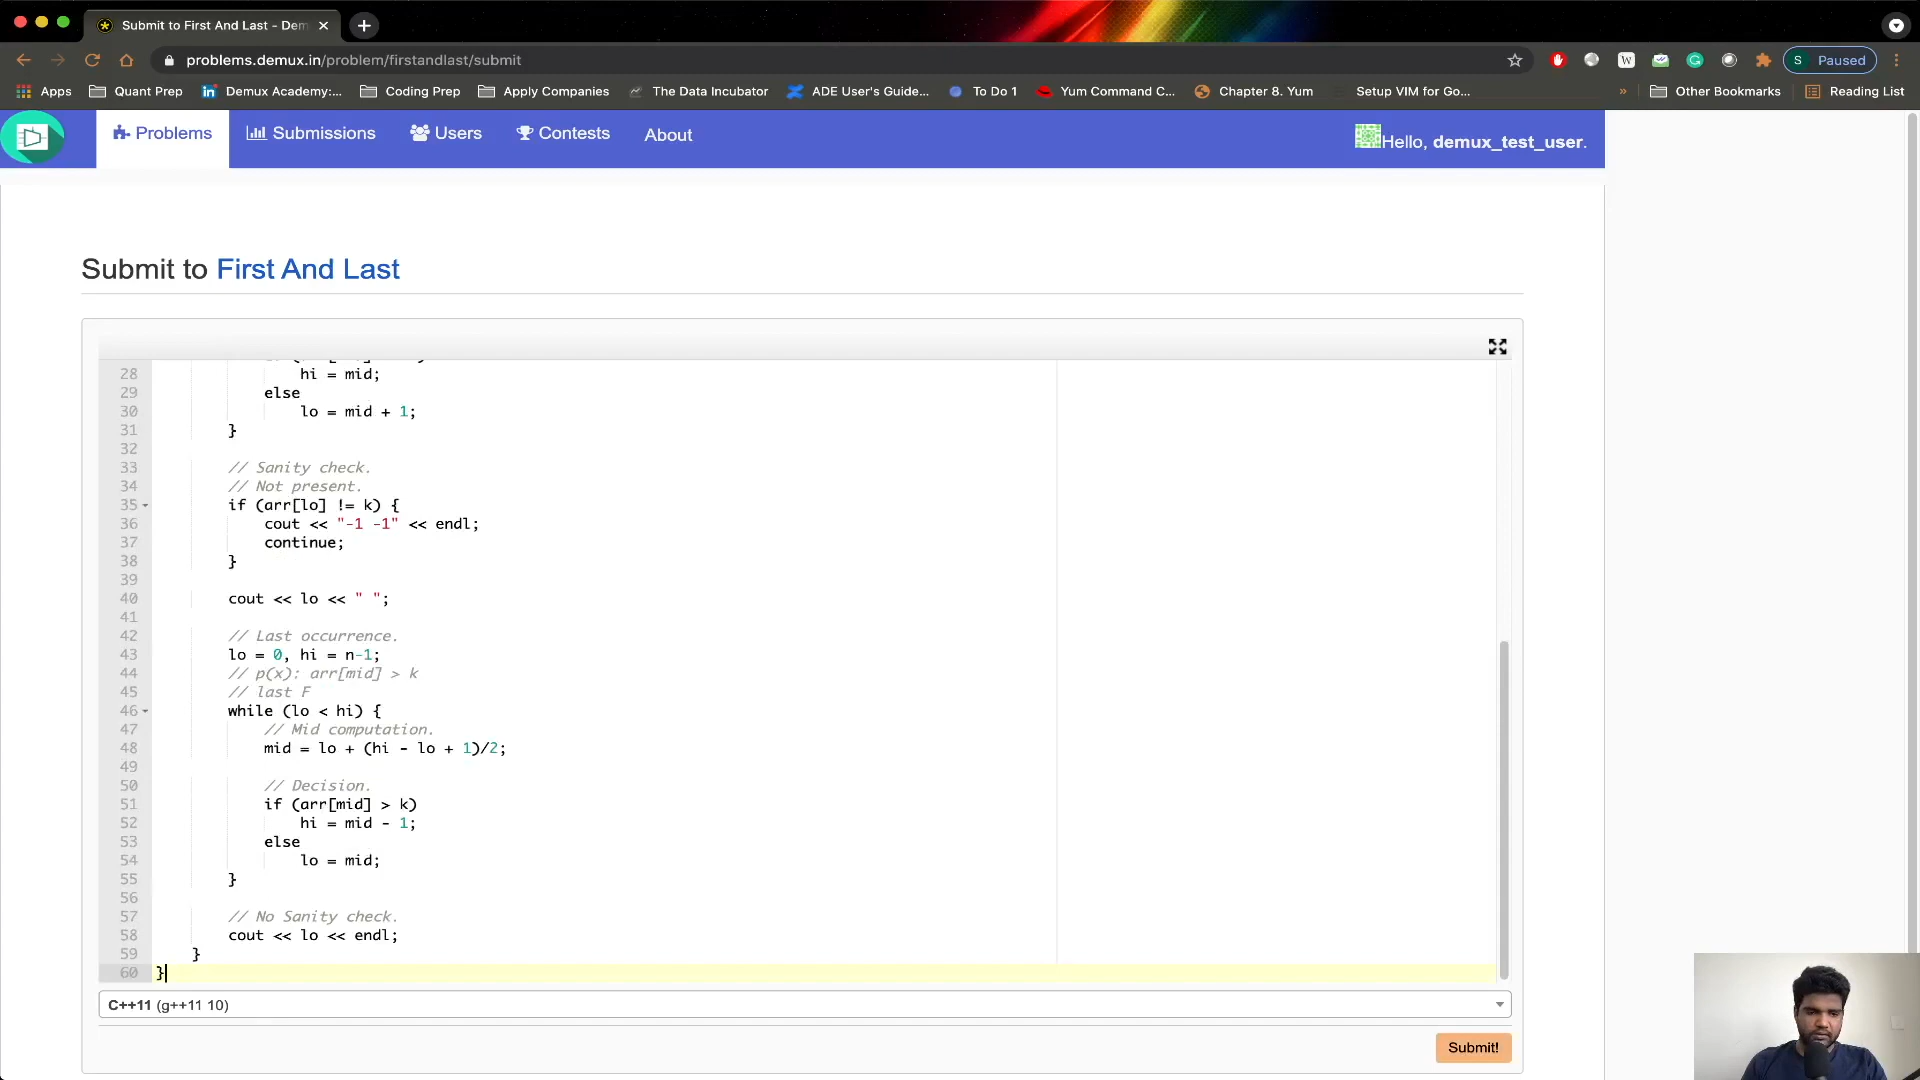 Submit to First And Last - Dem
problems.demux.in/problem/firstandlast/submit
W
S Paused
Apps Quant Prep Demux Academy:... Coding Prep Apply Companies The Data Incubator ADE User's Guide... To Do 1 Yum Command C... Chapter 8. Yum Setup VIM for Go... » Other Bookmarks Reading List
Problems Submissions Users Contests About Hello, demux_test_user.
Submit to First And Last
28 hi = mid;
29 else
30 lo = mid + 1;
31 }
32
33 // Sanity check.
34 // Not present.
35 if (arr[lo] != k) {
36 cout << "-1 -1" << endl;
37 continue;
38 }
39
40 cout << lo << " ";
41
42 // Last occurrence.
43 lo = 0, hi = n-1;
44 // p(x): arr[mid] > k
45 // last F
46 while (lo < hi) {
47 // Mid computation.
48 mid = lo + (hi - lo + 1)/2;
49
50 // Decision.
51 if (arr[mid] > k)
52 hi = mid - 1;
53 else
54 lo = mid;
55 }
56
57 // No Sanity check.
58 cout << lo << endl;
59 }
60 }
C++11 (g++11 10)
Submit!